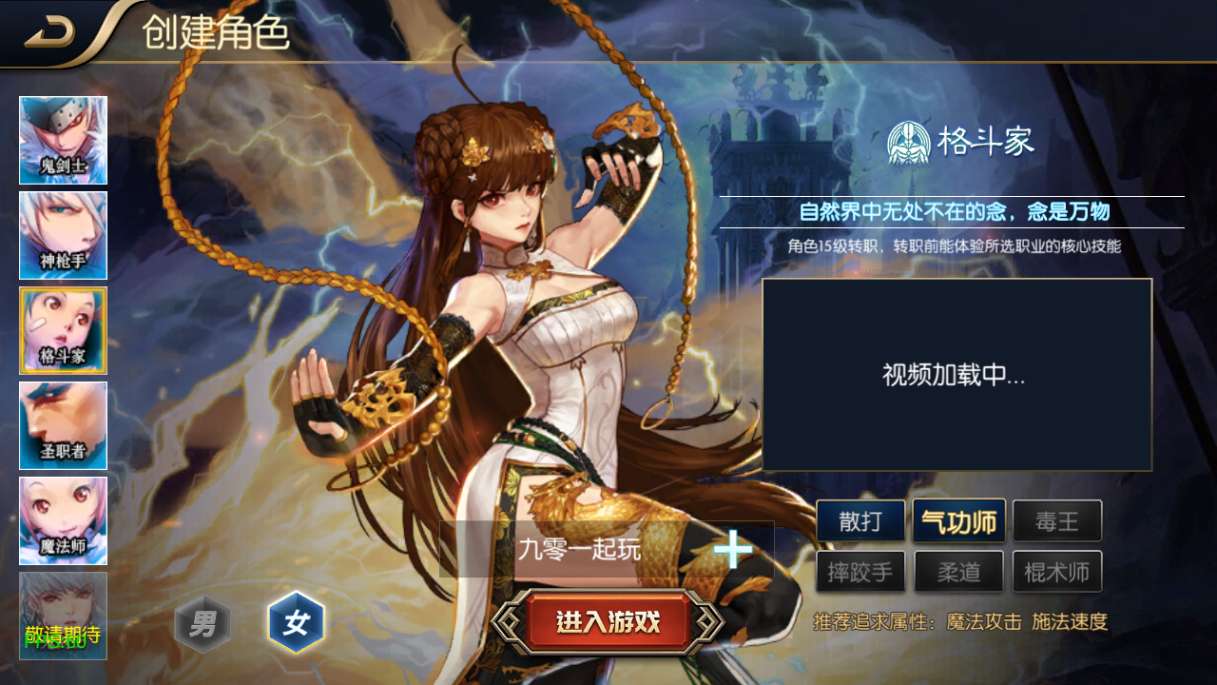 创建角色
鬼剑士
神枪手
格斗家
圣职者
魔法师
敬请期待
格斗家
自然界中无处不在的念，念是万物
角色15级转职，转职前能体验所选职业的核心技能
视频加载中...
散打 气功师 毒王
摔跤手 柔道 棍术师
推荐追求属性：魔法攻击 施法速度
九零一起玩
男 女
进入游戏